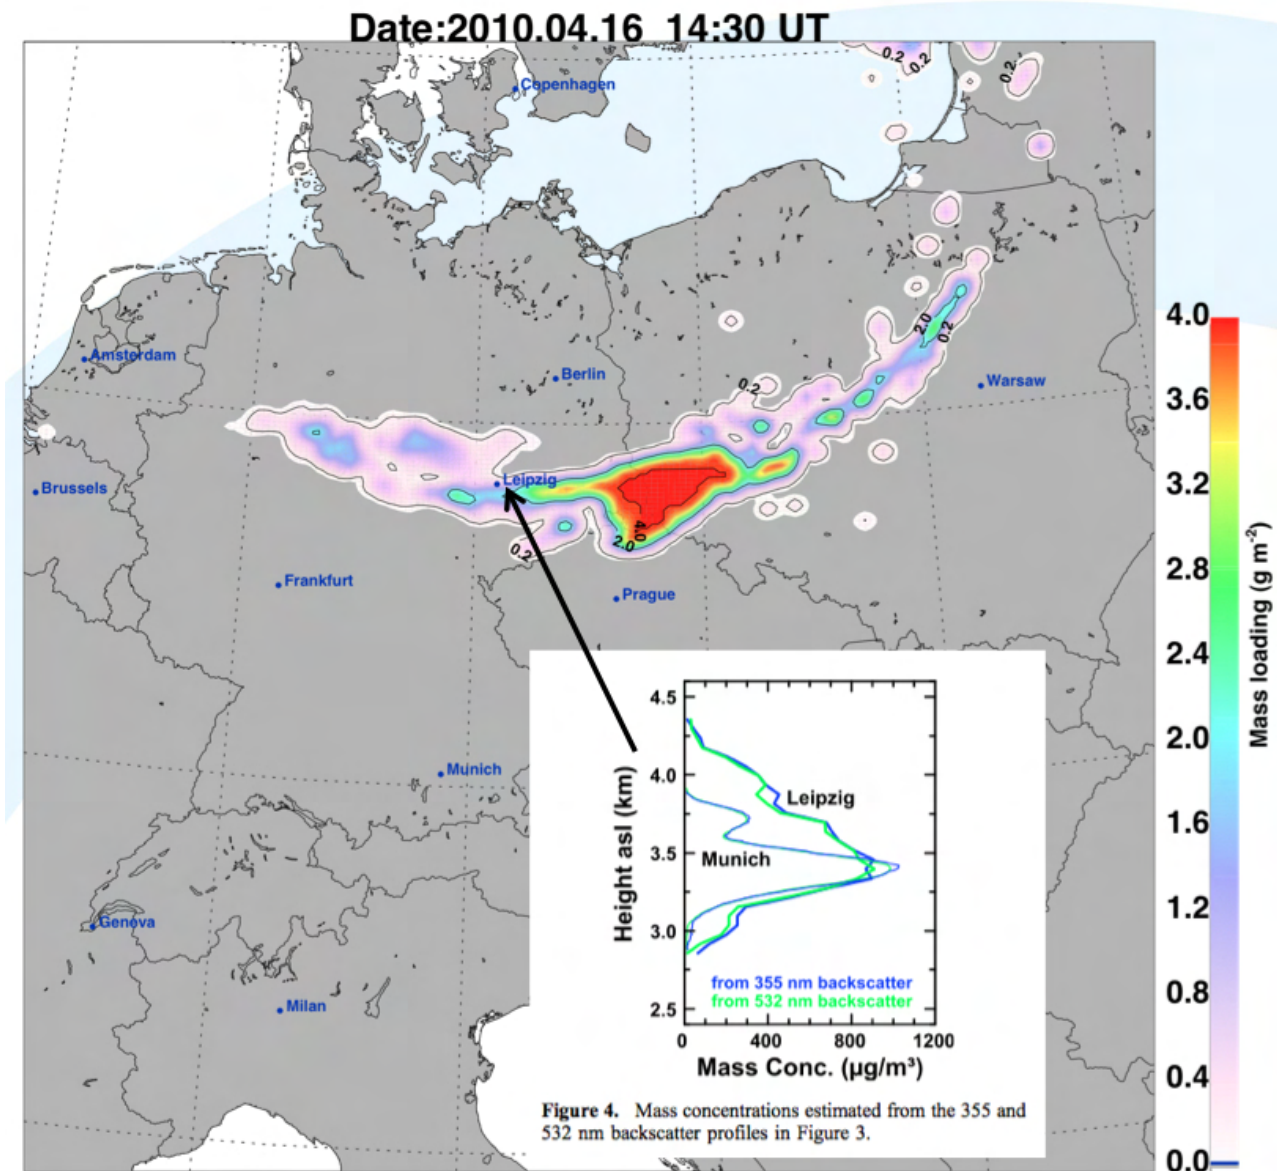 Date:2010.04.16 14:30 UT
0.2
0.2
0.2
Copenhagen
2.0
0.2
4.0
Amsterdam
Berlin
0.2
Warsaw
3.6
Brussels
Leipzig
3.2
4.0
2.0
0.2
2.8
Frankfurt
Prague
2.4
2.0
1.6
1.2
0.8
0.4
0.0
Mass loading (g m-2)
Munich
Genova
Milan
4.5
4.0
3.5
3.0
2.5
Height asl (km)
Leipzig
Munich
from 355 nm backscatter
from 532 nm backscatter
0 400 800 1200
Mass Conc. (µg/m³)
Figure 4. Mass concentrations estimated from the 355 and
532 nm backscatter profiles in Figure 3.